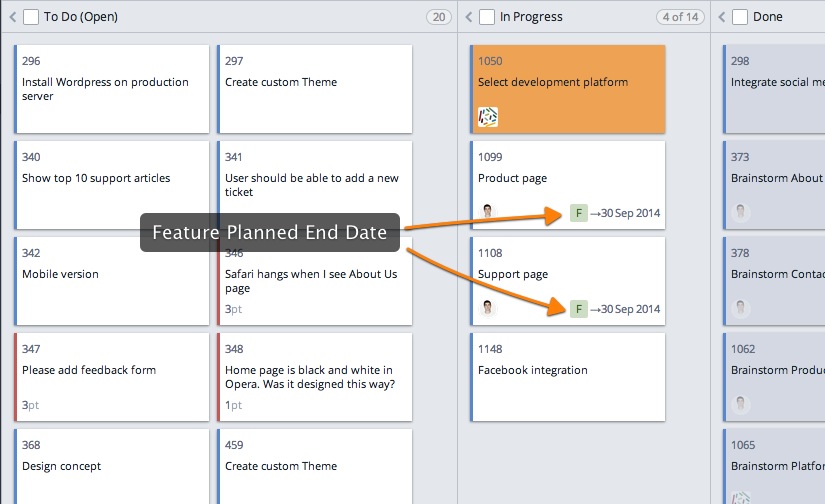 To Do (Open)
20
In Progress
4 of 14
Done
296
Install Wordpress on production
server
297
Create custom Theme
1050
Select development platform
298
Integrate social me
340
Show top 10 support articles
341
User should be able to add a new
ticket
1099
Product page
F →30 Sep 2014
373
Brainstorm About
Feature Planned End Date
342
Mobile version
346
Safari hangs when I see About Us
page
3pt
1108
Support page
F →30 Sep 2014
378
Brainstorm Contac
347
Please add feedback form
3pt
348
Home page is black and white in
Opera. Was it designed this way?
1pt
1148
Facebook integration
1062
Brainstorm Produc
368
Design concept
459
Create custom Theme
1065
Brainstorm Platfor